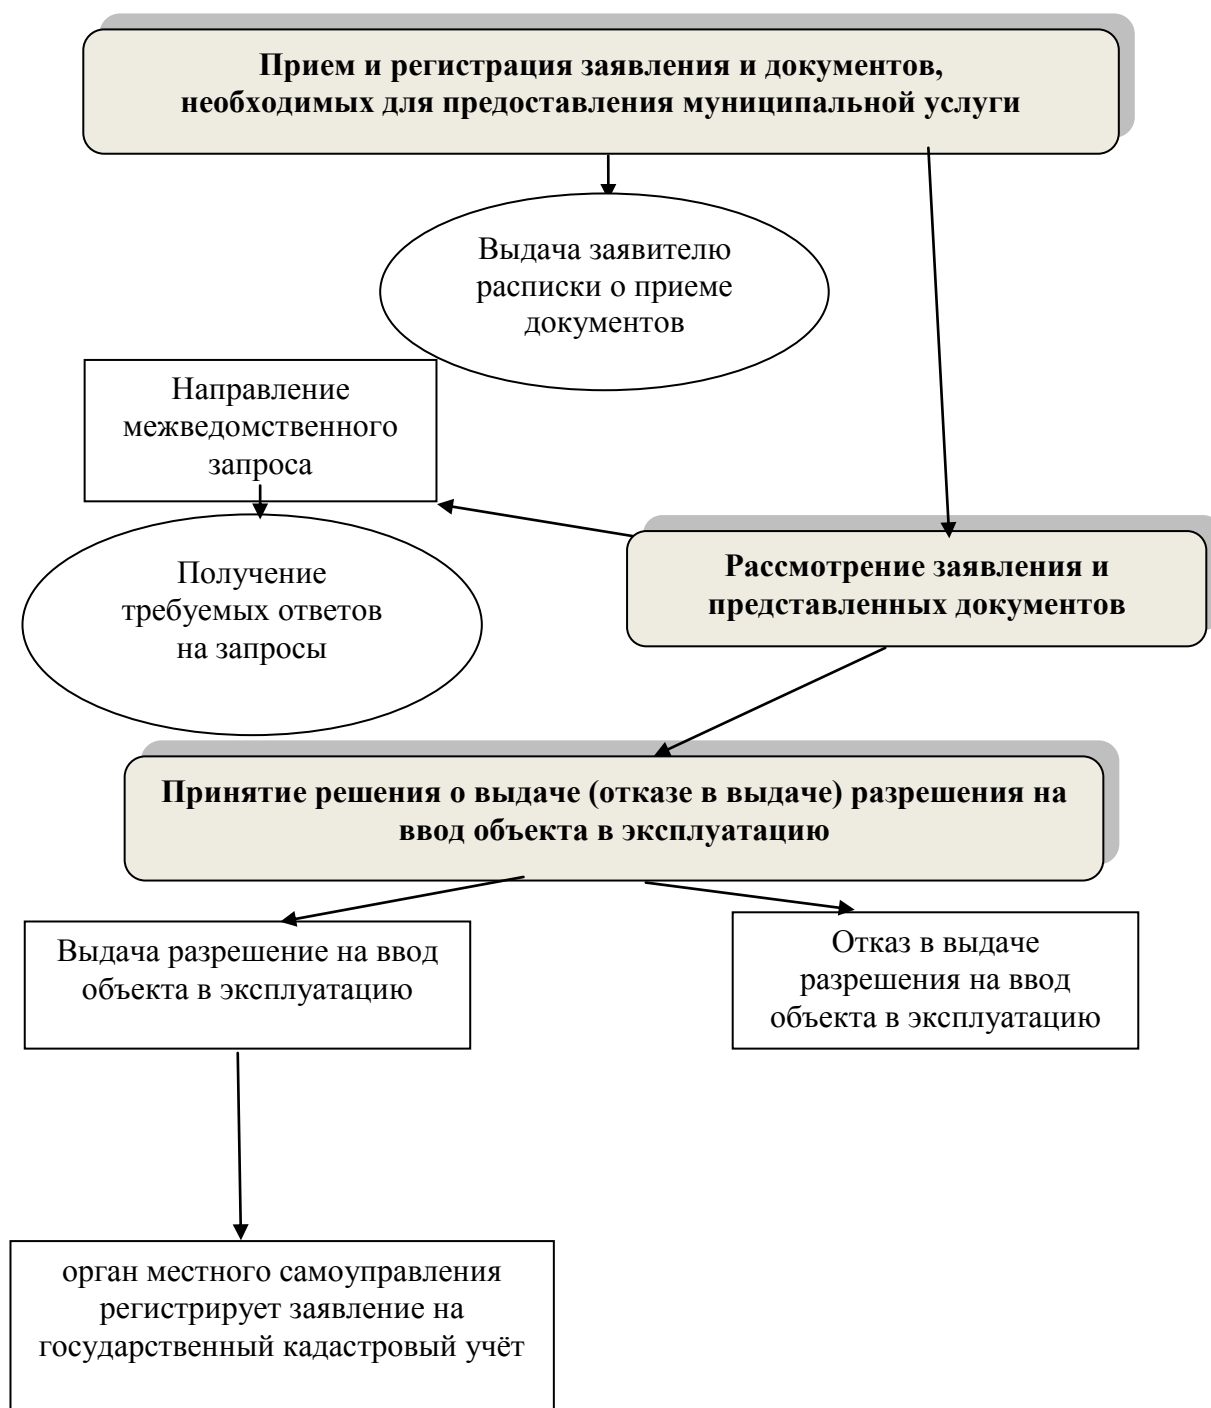 Прием и регистрация заявления и документов,
необходимых для предоставления муниципальной услуги
Выдача заявителю
расписки о приеме
документов
Направление
межведомственного
запроса
Получение
требуемых ответов
на запросы
Рассмотрение заявления и
представленных документов
Принятие решения о выдаче (отказе в выдаче) разрешения на
ввод объекта в эксплуатацию
Выдача разрешение на ввод
объекта в эксплуатацию
Отказ в выдаче
разрешения на ввод
объекта в эксплуатацию
орган местного самоуправления
регистрирует заявление на
государственный кадастровый учёт